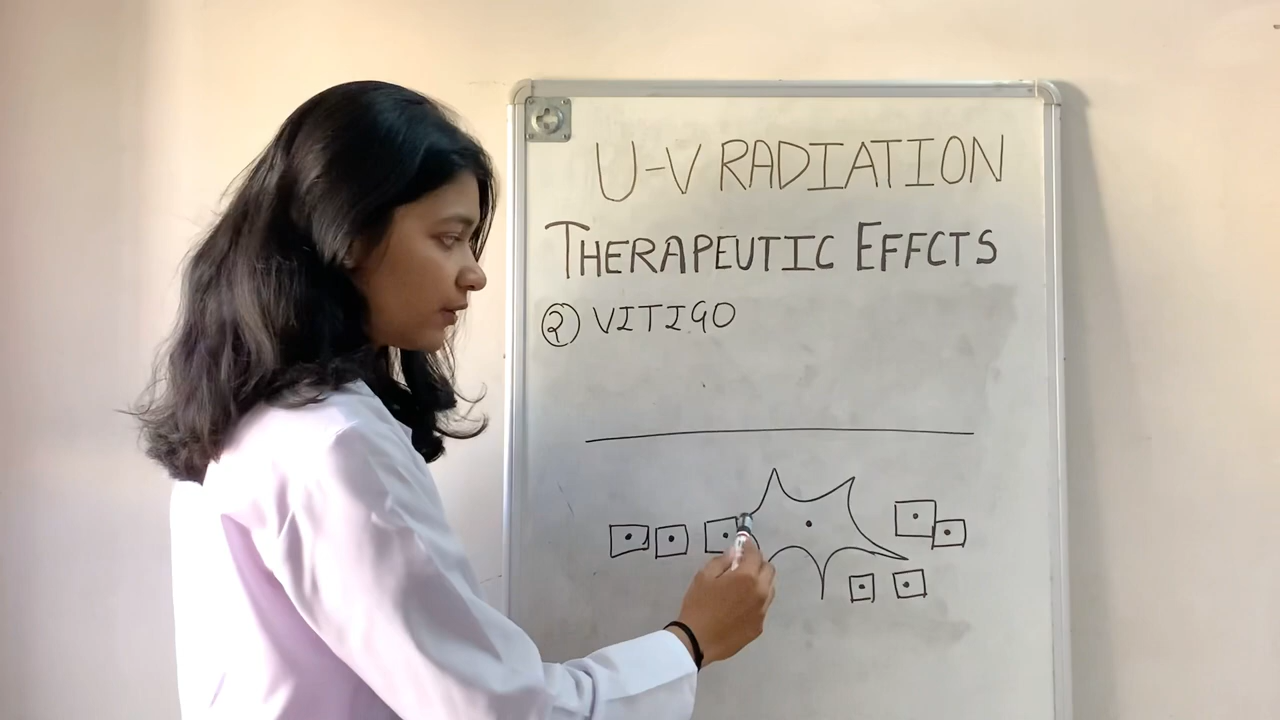 U-V RADIATION
THERAPEUTIC EFFCTS
② VITIGO